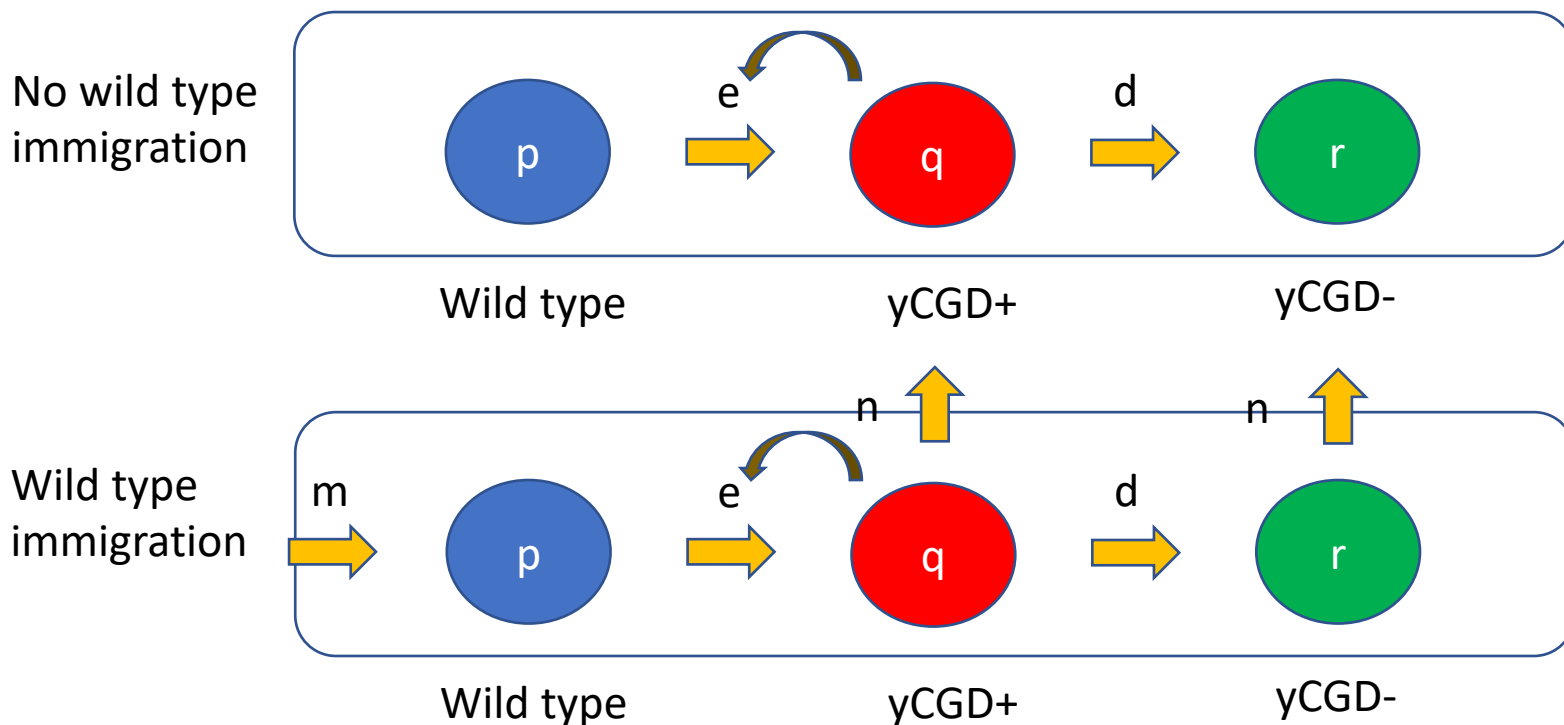 No wild type
immigration
e
d
p
q
r
Wild type
yCGD+
yCGD-
n
n
Wild type
immigration
m
e
d
p
q
r
Wild type
yCGD+
yCGD-